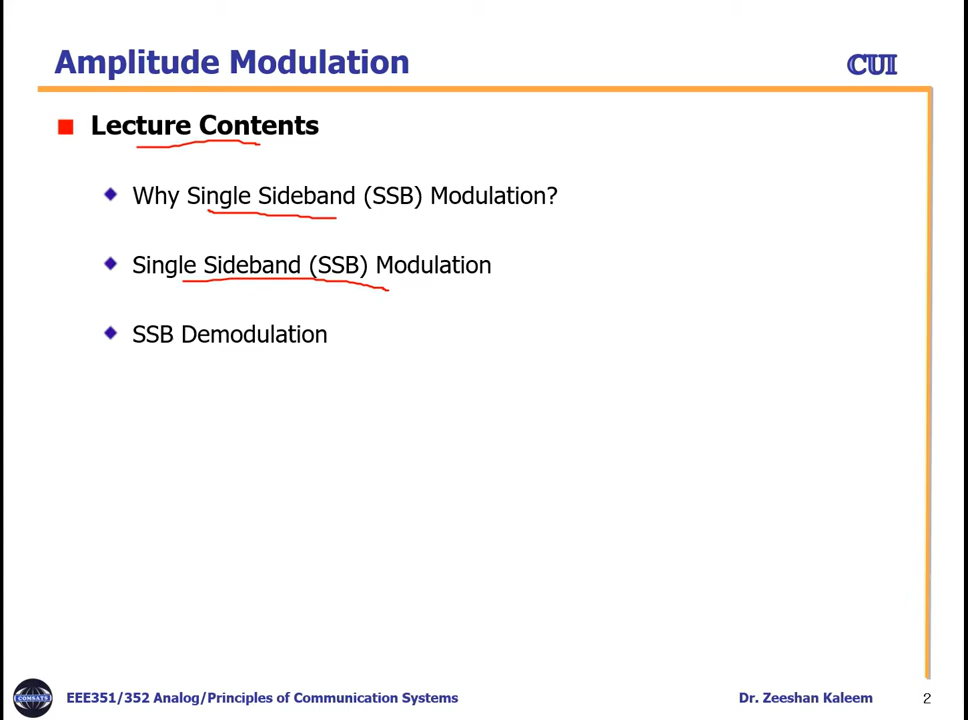 Amplitude Modulation
CUI
Lecture Contents
Why Single Sideband (SSB) Modulation?
Single Sideband (SSB) Modulation
SSB Demodulation
COMSATS
EEE351/352 Analog/Principles of Communication Systems
Dr. Zeeshan Kaleem
2